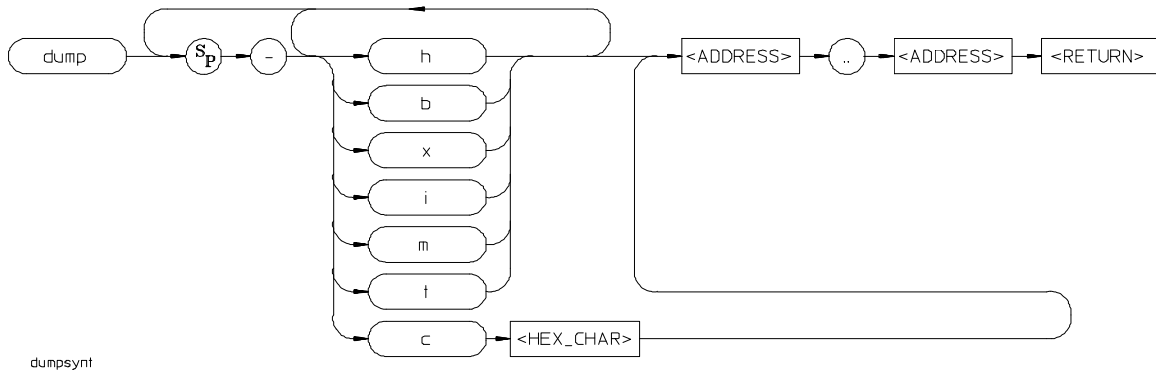 dump SP - h <ADDRESS> .. <ADDRESS> <RETURN>
b
x
i
m
t
c <HEX_CHAR>
dumpsynt